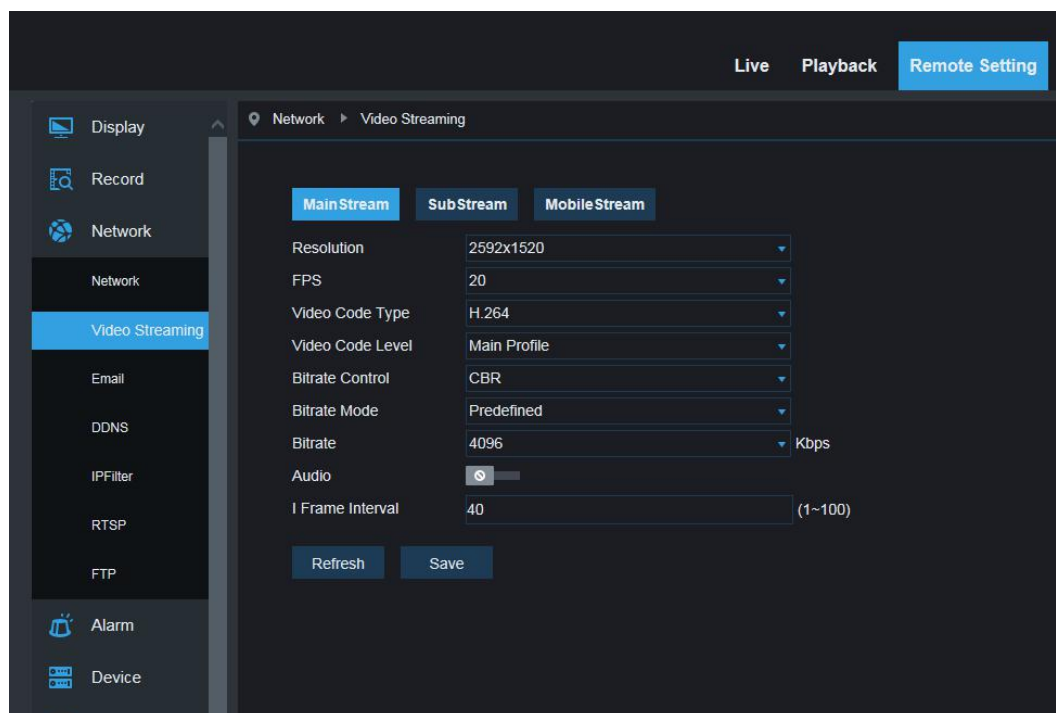 Live Playback Remote Setting
Display
Record
Network
Network
Video Streaming
Email
DDNS
IPFilter
RTSP
FTP
Alarm
Device
Network Video Streaming
MainStream SubStream MobileStream
Resolution 2592x1520
FPS 20
Video Code Type H.264
Video Code Level Main Profile
Bitrate Control CBR
Bitrate Mode Predefined
Bitrate 4096 Kbps
Audio
I Frame Interval 40 (1~100)
Refresh Save